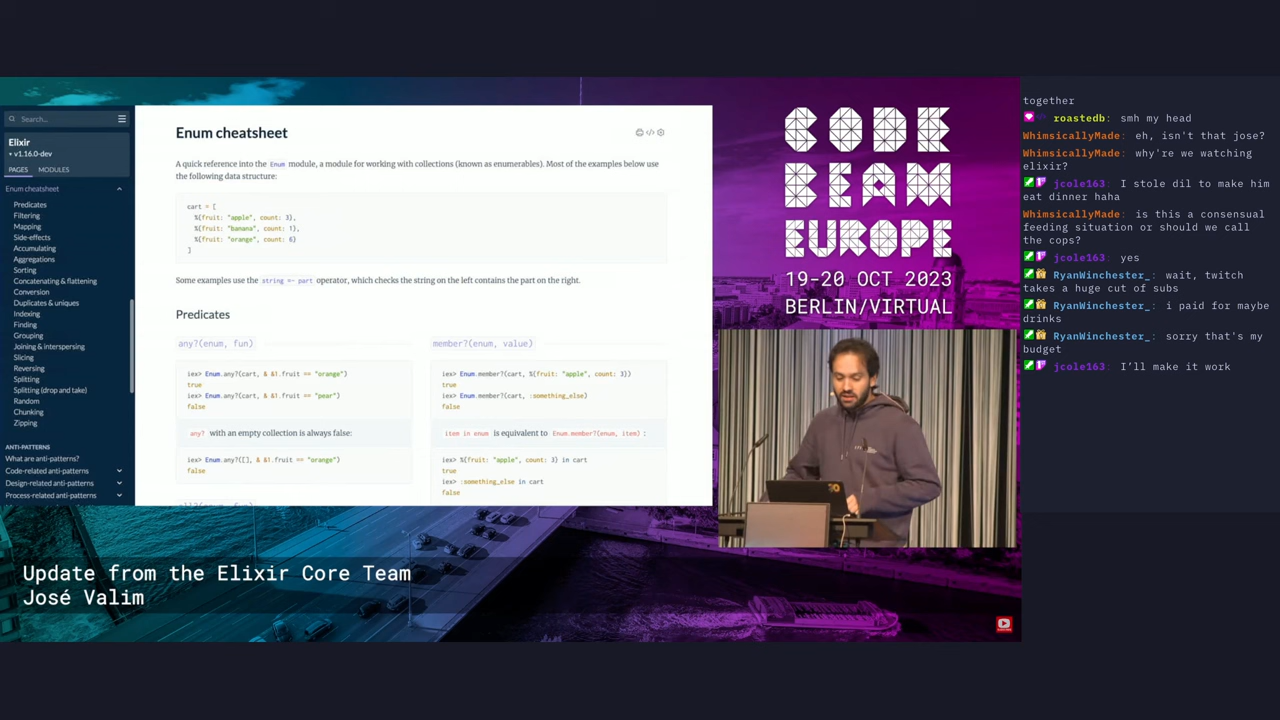 Search...
Elixir
v1.16.0-dev
PAGES MODULES
Enum cheatsheet
Predicates
Filtering
Mapping
Side-effects
Accumulating
Aggregations
Sorting
Concatenating & flattening
Conversion
Duplicates & uniques
Indexing
Finding
Grouping
Joining & interspersing
Slicing
Reversing
Splitting
Splitting (drop and take)
Random
Chunking
Zipping
ANTI-PATTERNS
What are anti-patterns?
Code-related anti-patterns
Design-related anti-patterns
Process-related anti-patterns
Enum cheatsheet
A quick reference into the Enum module, a module for working with collections (known as enumerables). Most of the examples below use
the following data structure:
cart = [
%{fruit: "apple", count: 3},
%{fruit: "banana", count: 1},
%{fruit: "orange", count: 6}
]
Some examples use the string =~ part operator, which checks the string on the left contains the part on the right.
Predicates
any?(enum, fun)
iex> Enum.any?(cart, & &1.fruit == "orange")
true
iex> Enum.any?(cart, & &1.fruit == "pear")
false
any? with an empty collection is always false:
iex> Enum.any?([], & &1.fruit == "orange")
false
member?(enum, value)
iex> Enum.member?(cart, %{fruit: "apple", count: 3})
true
iex> Enum.member?(cart, :something_else)
false
item in enum is equivalent to Enum.member?(enum, item) :
iex> %{fruit: "apple", count: 3} in cart
true
iex> :something_else in cart
false
CODE
BEAM
EUROPE
19-20 OCT 2023
BERLIN/VIRTUAL
Update from the Elixir Core Team
José Valim
together
roastedb: smh my head
WhimsicallyMade: eh, isn't that jose?
WhimsicallyMade: why're we watching
elixir?
jcole163: I stole dil to make him
eat dinner haha
WhimsicallyMade: is this a consensual
feeding situation or should we call
the cops?
jcole163: yes
RyanWinchester_: wait, twitch
takes a huge cut of subs
RyanWinchester_: i paid for maybe
drinks
RyanWinchester_: sorry that's my
budget
jcole163: I'll make it work